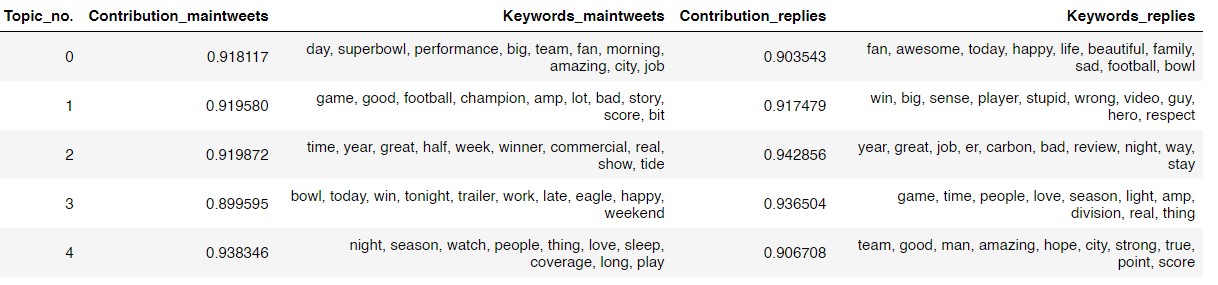 Topic_no. Contribution_maintweets Keywords_maintweets Contribution_replies Keywords_replies
0 0.918117 day, superbowl, performance, big, team, fan, morning, amazing, city, job 0.903543 fan, awesome, today, happy, life, beautiful, family, sad, football, bowl
1 0.919580 game, good, football, champion, amp, lot, bad, story, score, bit 0.917479 win, big, sense, player, stupid, wrong, video, guy, hero, respect
2 0.919872 time, year, great, half, week, winner, commercial, real, show, tide 0.942856 year, great, job, er, carbon, bad, review, night, way, stay
3 0.899595 bowl, today, win, tonight, trailer, work, late, eagle, happy, weekend 0.936504 game, time, people, love, season, light, amp, division, real, thing
4 0.938346 night, season, watch, people, thing, love, sleep, coverage, long, play 0.906708 team, good, man, amazing, hope, city, strong, true, point, score